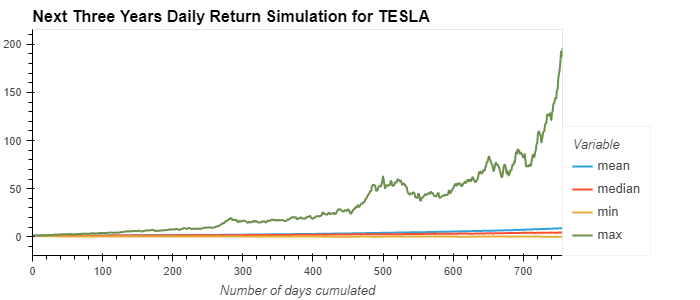 Next Three Years Daily Return Simulation for TESLA
200
150
100
50
0
0 100 200 300 400 500 600 700
Number of days cumulated
Variable
mean
median
min
max